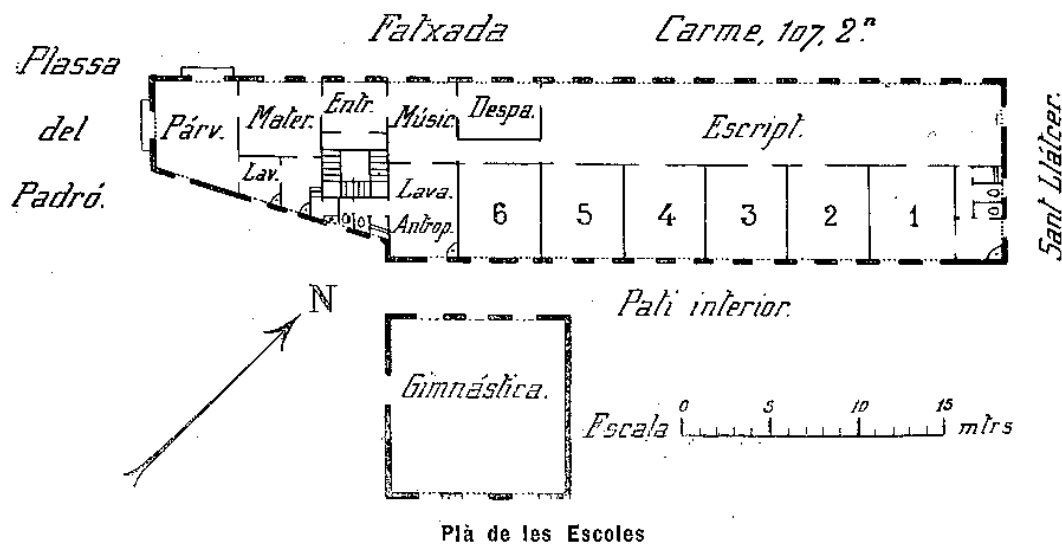 Fatxada Carme, 107, 2.n
Plassa
del
Padró.
Párv. Mater. Entr. Músic. Despa. Escript.
Lav. Lava.
Antrop. 6 5 4 3 2 1
Sant Llátcer.
Pati interior.
N
Gimnástica.
Escala 0 5 10 15 mtrs
Plà de les Escoles